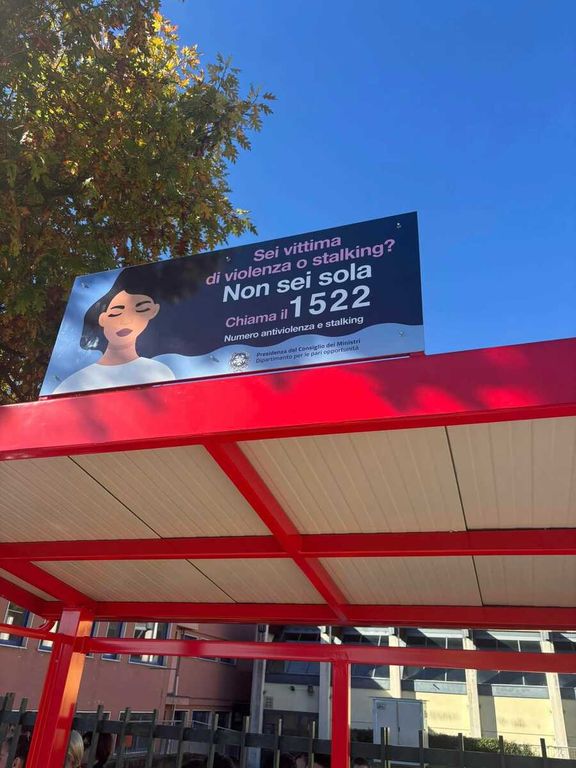 Sei vittima
di violenza o stalking?
Non sei sola
Chiama il 1522
Numero antiviolenza e stalking
Presidenza del Consiglio dei Ministri
Dipartimento per le pari opportunità